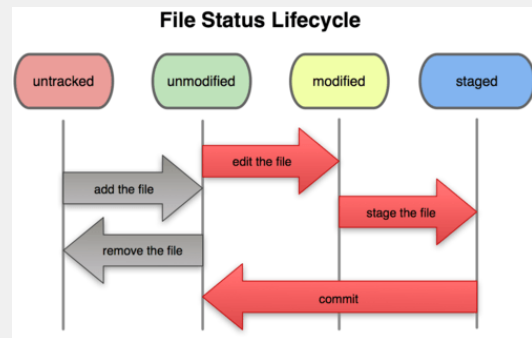 File Status Lifecycle
untracked
unmodified
modified
staged
edit the file
add the file
stage the file
remove the file
commit